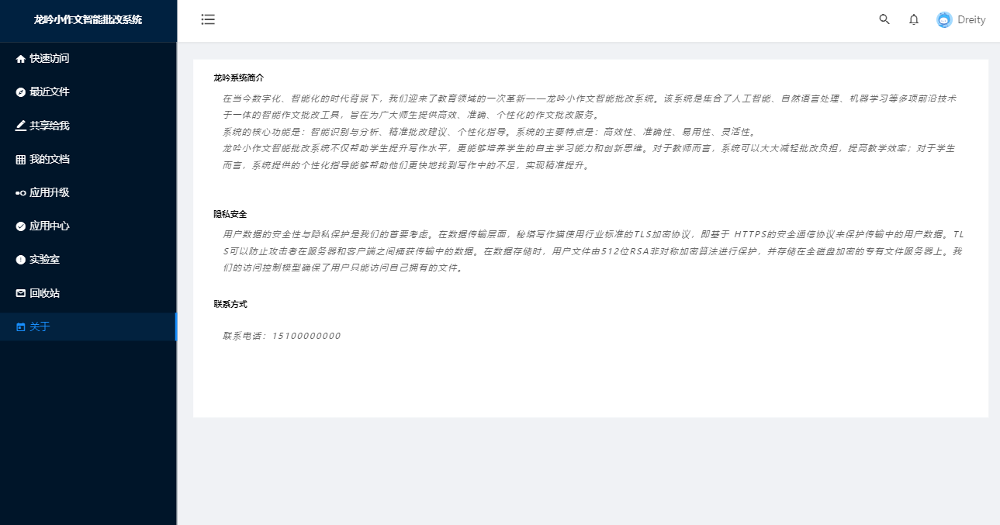 龙吟小作文智能批改系统
Dreity
快速访问
最近文件
共享给我
我的文档
应用升级
应用中心
实验室
回收站
关于
龙吟系统简介
在当今数字化、智能化的时代背景下，我们迎来了教育领域的一次革新——龙吟小作文智能批改系统。该系统是集合了人工智能、自然语言处理、机器学习等多项前沿技术
于一体的智能作文批改工具，旨在为广大师生提供高效、准确、个性化的作文批改服务。
系统的核心功能是：智能识别与分析、精准批改建议、个性化指导。系统的主要特点是：高效性、准确性、易用性、灵活性。
龙吟小作文智能批改系统不仅帮助学生提升写作水平，更能够培养学生的自主学习能力和创新思维。对于教师而言，系统可以大大减轻批改负担，提高教学效率；对于学生
而言，系统提供的个性化指导能够帮助他们更快地找到写作中的不足，实现精准提升。
隐私安全
用户数据的安全性与隐私保护是我们的首要考虑。在数据传输层面，秘塔写作猫使用行业标准的TLS加密协议，即基于 HTTPS的安全通信协议来保护传输中的用户数据。TL
S可以防止攻击者在服务器和客户端之间捕获传输中的数据。在数据存储时，用户文件由512位RSA非对称加密算法进行保护，并存储在全磁盘加密的专有文件服务器上。我
们的访问控制模型确保了用户只能访问自己拥有的文件。
联系方式
联系电话：15100000000